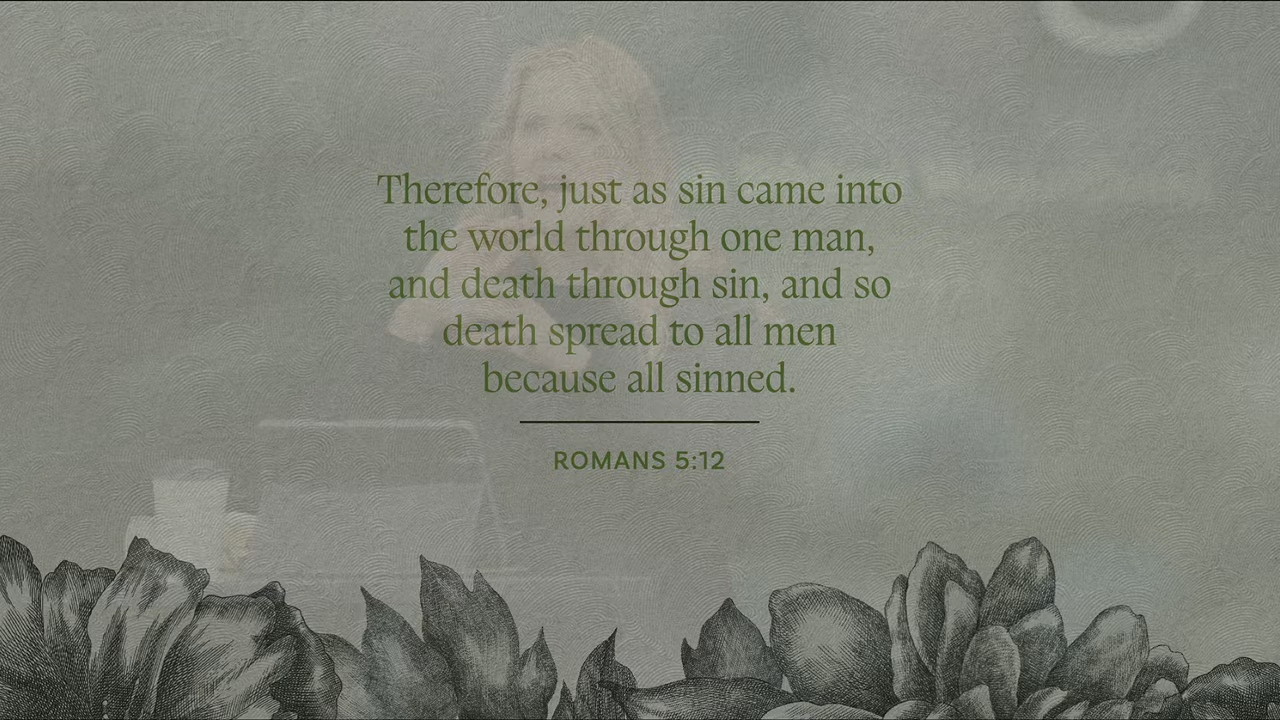 Therefore, just as sin came into
the world through one man,
and death through sin, and so
death spread to all men
because all sinned.
ROMANS 5:12